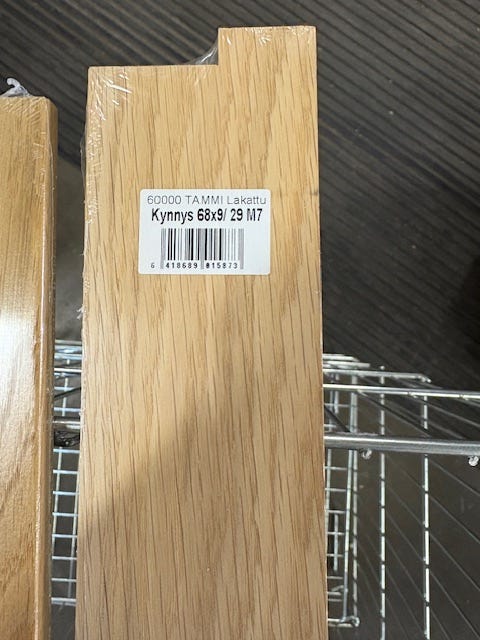 60000 TAMMI Lakattu
Kynnys 68x9/ 29 M7
6 418689 815873